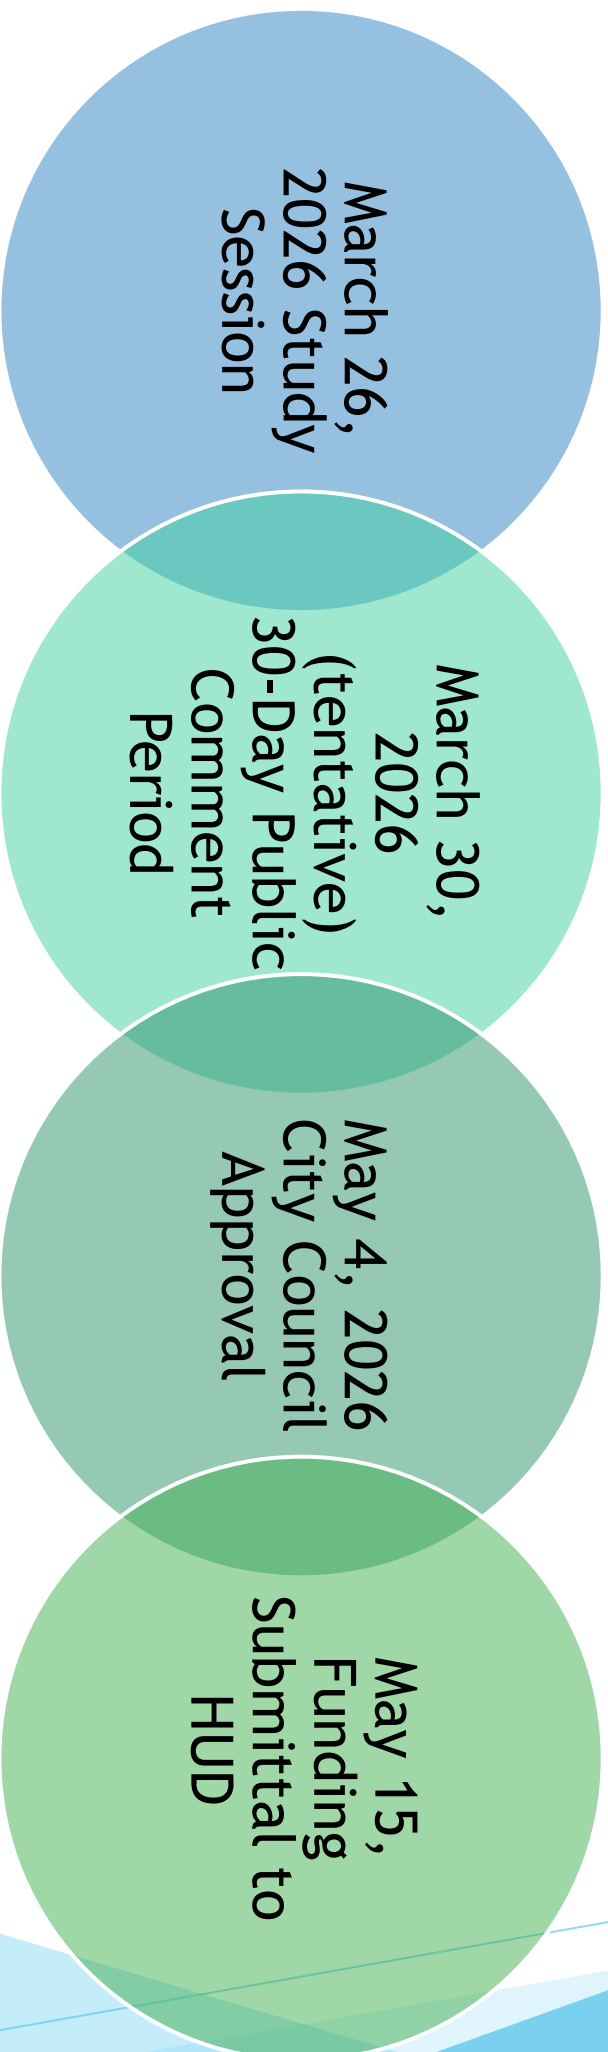 March 26,
2026 Study
Session
March 30,
2026
(tentative)
30-Day Public
Comment
Period
May 4, 2026
City Council
Approval
May 15,
Funding
Submittal to
HUD